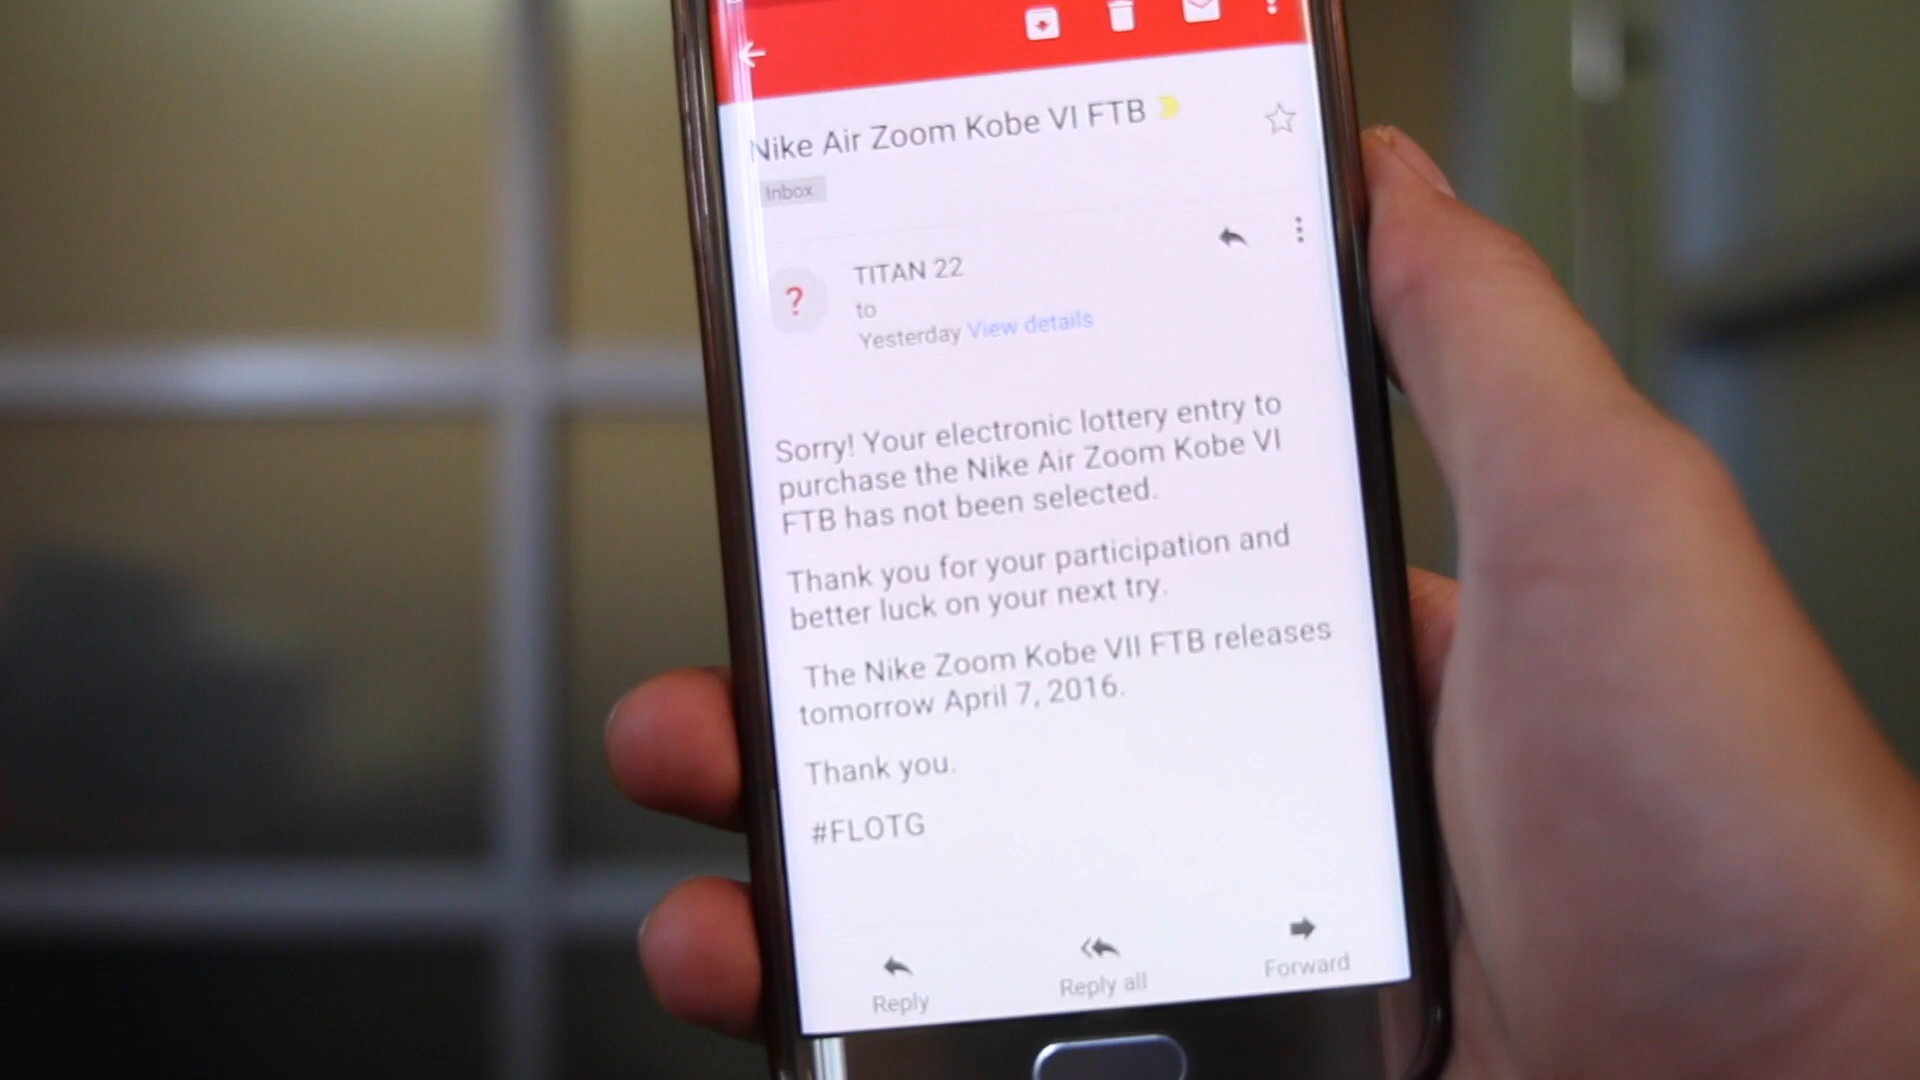 Nike Air Zoom Kobe VI FTB
Inbox
?
TITAN 22
to
Yesterday View details
Sorry! Your electronic lottery entry to
purchase the Nike Air Zoom Kobe VI
FTB has not been selected.
Thank you for your participation and
better luck on your next try.
The Nike Zoom Kobe VII FTB releases
tomorrow April 7, 2016.
Thank you.
#FLOTG
Reply
Reply all
Forward